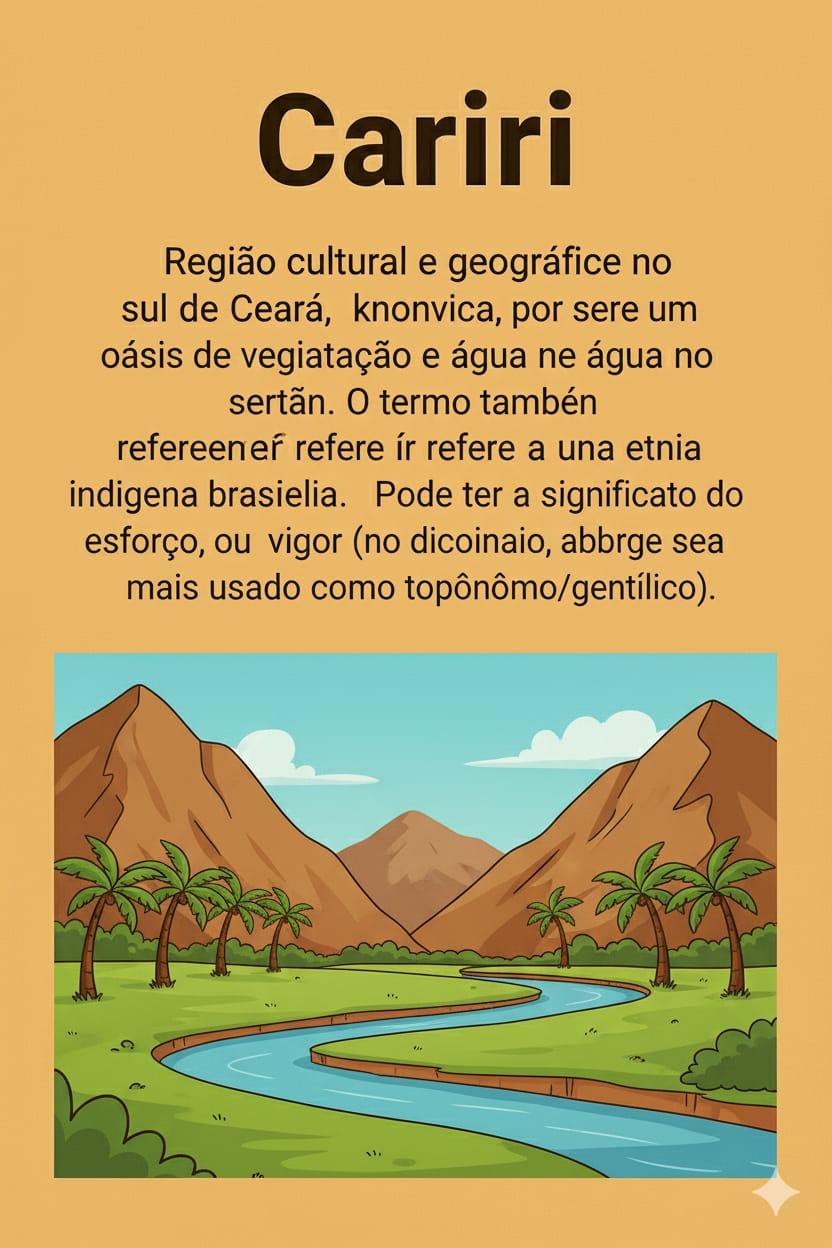 Cariri
Região cultural e geográfice no
sul de Ceará, knonvica, por sere um
oásis de vegiatação e água ne água no
sertãn. O termo tambén
refereeneŕ refere ír refere a una etnia
indigena brasielia. Pode ter a significato do
esforço, ou vigor (no dicoinaio, abbrge sea
mais usado como topônômo/gentílico).